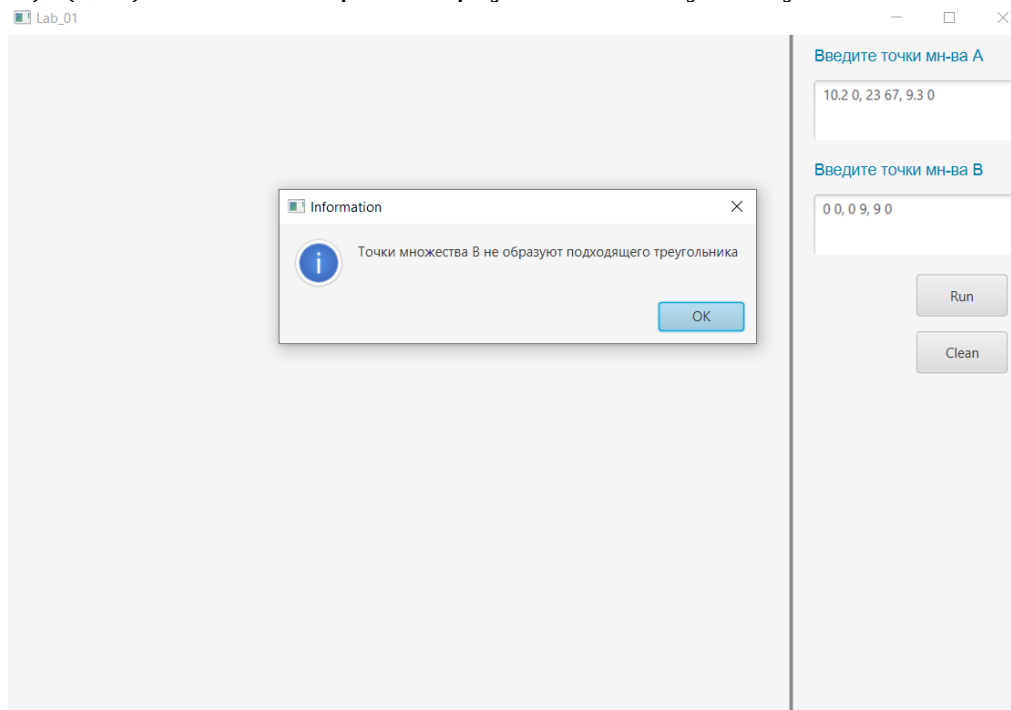 Lab_01
Введите точки мн-ва A
10.2 0, 23 67, 9.3 0
Введите точки мн-ва B
0 0, 0 9, 9 0
Information
Точки множества B не образуют подходящего треугольника
OK
Run
Clean